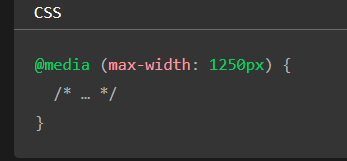 CSS
@media (max-width: 1250px) {
/* … */
}